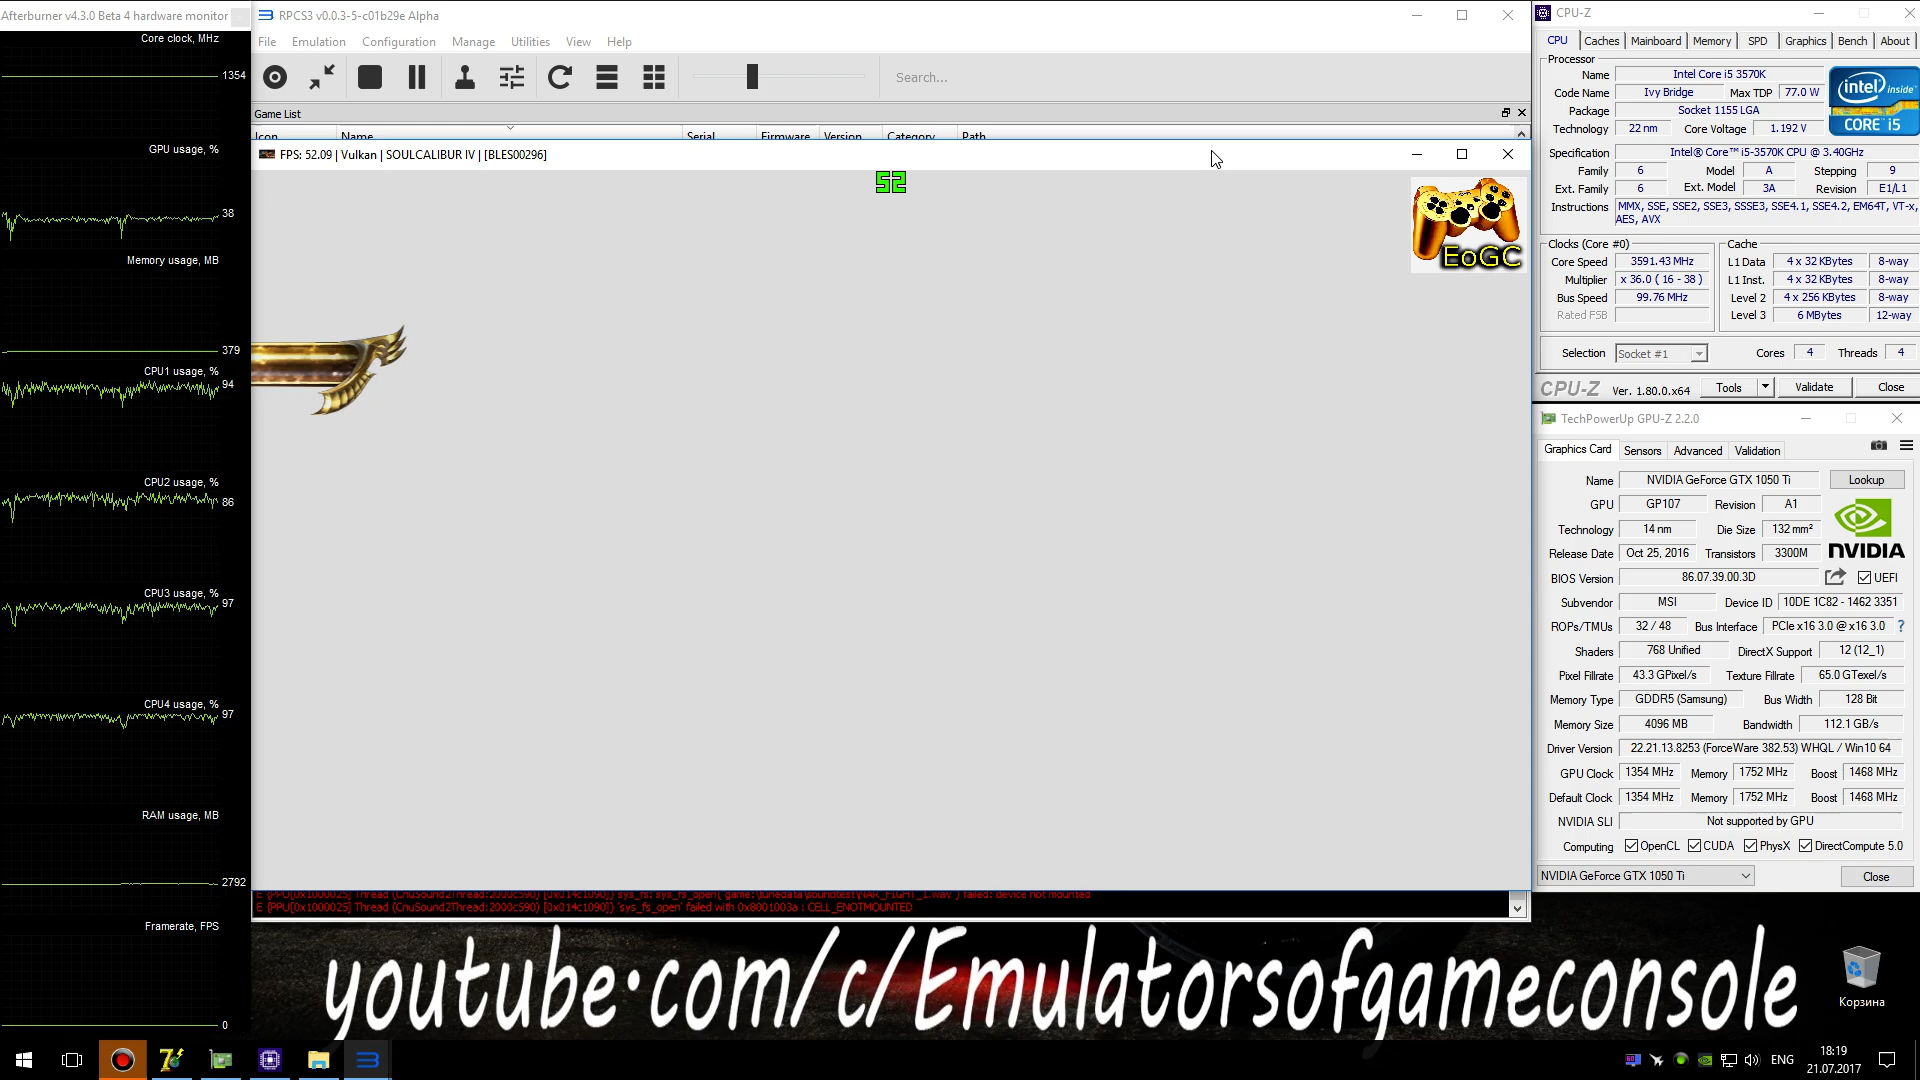 Afterburner v4.3.0 Beta 4 hardware monitor
Core clock, MHz
1354
GPU usage, %
38
Memory usage, MB
379
CPU1 usage, %
94
CPU2 usage, %
86
CPU3 usage, %
97
CPU4 usage, %
97
RAM usage, MB
2792
Framerate, FPS
0
RPCS3 v0.0.3-5-c01b29e Alpha
File Emulation Configuration Manage Utilities View Help
Search...
Game List
Icon Name Serial Firmware Version Category Path
FPS: 52.09 | Vulkan | SOULCALIBUR IV | [BLES00296]
52
EoGC
E {PPU[0x1000025] Thread (CnuSound2Thread:2000c590) [0x014c1090]} 'sys_fs_open' failed with 0x8001003a : CELL_ENOTMOUNTED
CPU-Z
CPU Caches Mainboard Memory SPD Graphics Bench About
Processor
Name Intel Core i5 3570K
Code Name Ivy Bridge Max TDP 77.0 W
Package Socket 1155 LGA
Technology 22 nm Core Voltage 1.192 V
intel inside
CORE i5
Specification Intel® Core™ i5-3570K CPU @ 3.40GHz
Family 6 Model A Stepping 9
Ext. Family 6 Ext. Model 3A Revision E1/L1
Instructions MMX, SSE, SSE2, SSE3, SSSE3, SSE4.1, SSE4.2, EM64T, VT-x,
AES, AVX
Clocks (Core #0) Cache
Core Speed 3591.43 MHz L1 Data 4 x 32 KBytes 8-way
Multiplier x 36.0 ( 16 - 38 ) L1 Inst. 4 x 32 KBytes 8-way
Bus Speed 99.76 MHz Level 2 4 x 256 KBytes 8-way
Rated FSB Level 3 6 MBytes 12-way
Selection Socket #1 Cores 4 Threads 4
CPU-Z Ver. 1.80.0.x64 Tools Validate Close
TechPowerUp GPU-Z 2.2.0
Graphics Card Sensors Advanced Validation
Name NVIDIA GeForce GTX 1050 Ti Lookup
GPU GP107 Revision A1
Technology 14 nm Die Size 132 mm²
Release Date Oct 25, 2016 Transistors 3300M
NVIDIA
BIOS Version 86.07.39.00.3D UEFI
Subvendor MSI Device ID 10DE 1C82 - 1462 3351
ROPs/TMUs 32 / 48 Bus Interface PCIe x16 3.0 @ x16 3.0 ?
Shaders 768 Unified DirectX Support 12 (12_1)
Pixel Fillrate 43.3 GPixel/s Texture Fillrate 65.0 GTexel/s
Memory Type GDDR5 (Samsung) Bus Width 128 Bit
Memory Size 4096 MB Bandwidth 112.1 GB/s
Driver Version 22.21.13.8253 (ForceWare 382.53) WHQL / Win10 64
GPU Clock 1354 MHz Memory 1752 MHz Boost 1468 MHz
Default Clock 1354 MHz Memory 1752 MHz Boost 1468 MHz
NVIDIA SLI Not supported by GPU
Computing OpenCL CUDA PhysX DirectCompute 5.0
NVIDIA GeForce GTX 1050 Ti Close
youtube.com/c/Emulatorsofgameconsole
Корзина
ENG
18:19
21.07.2017